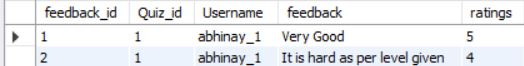 feedback_id Quiz_id Username feedback ratings
1 1 abhinay_1 Very Good 5
2 1 abhinay_1 It is hard as per level given 4